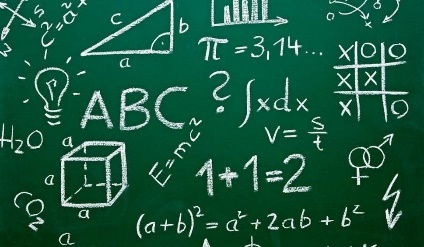 c
b
a
π = 3,14...
x o o
x x
x o
ABC
?
∫xdx
v = s/t
H₂O
a
a
a
E=mc²
1+1=2
CO₂
(a+b)² = a² + 2ab + b²
a